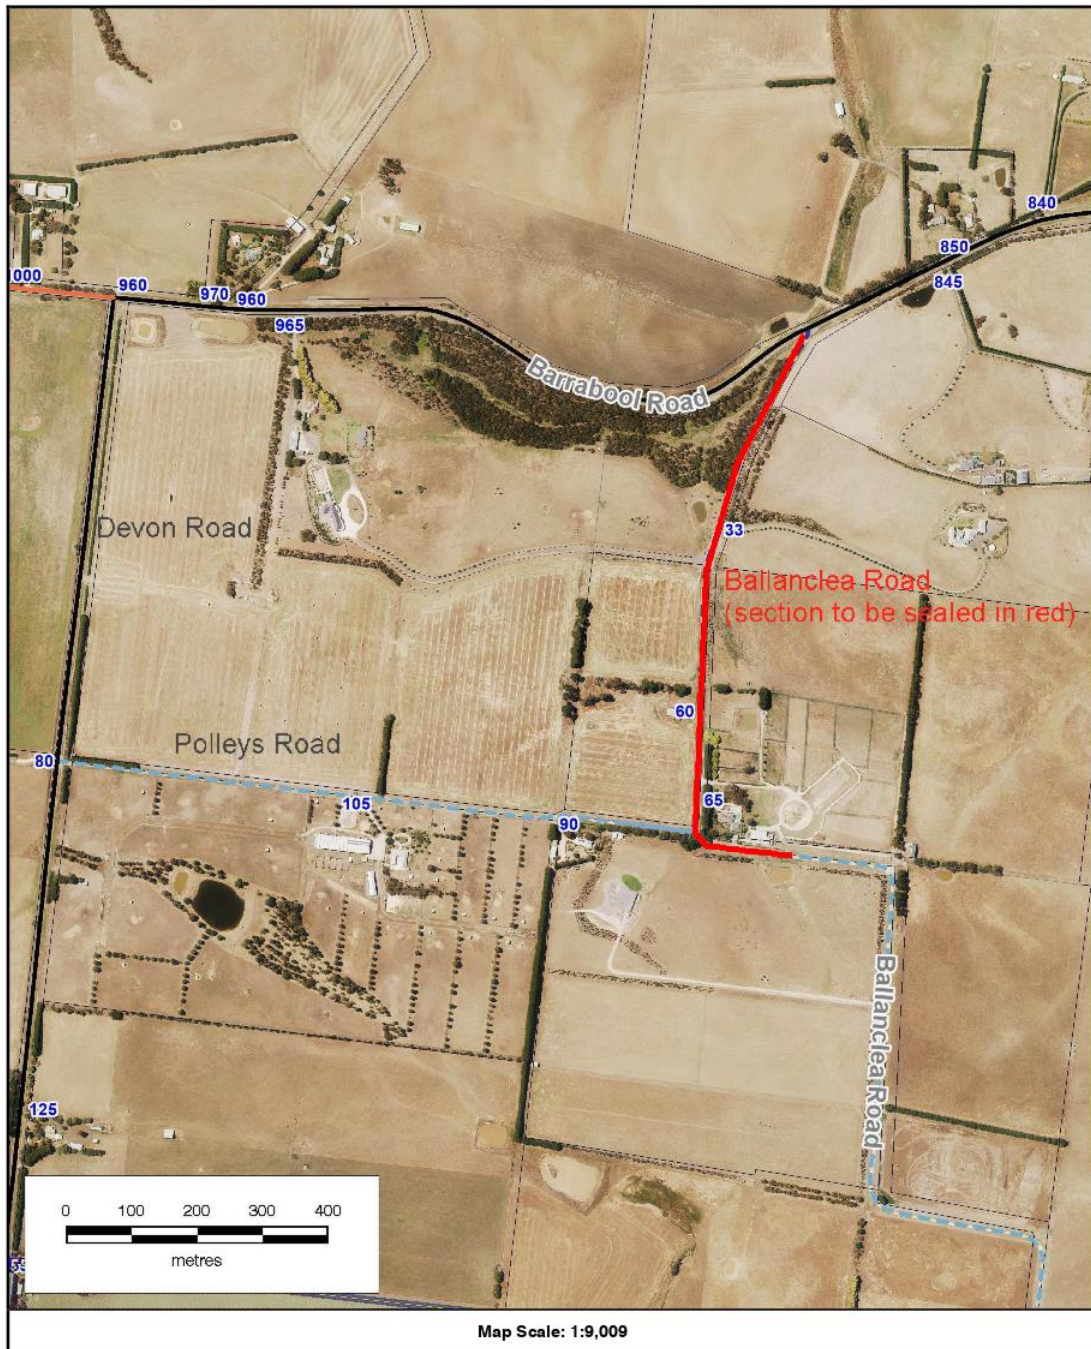 840
850
845
1000
960
970
960
965
Barrabool Road
Devon Road
33
Ballanclea Road
(section to be sealed in red)
60
Polleys Road
80
105
90
65
Ballanclea Road
125
0 100 200 300 400
metres
Map Scale: 1:9,009